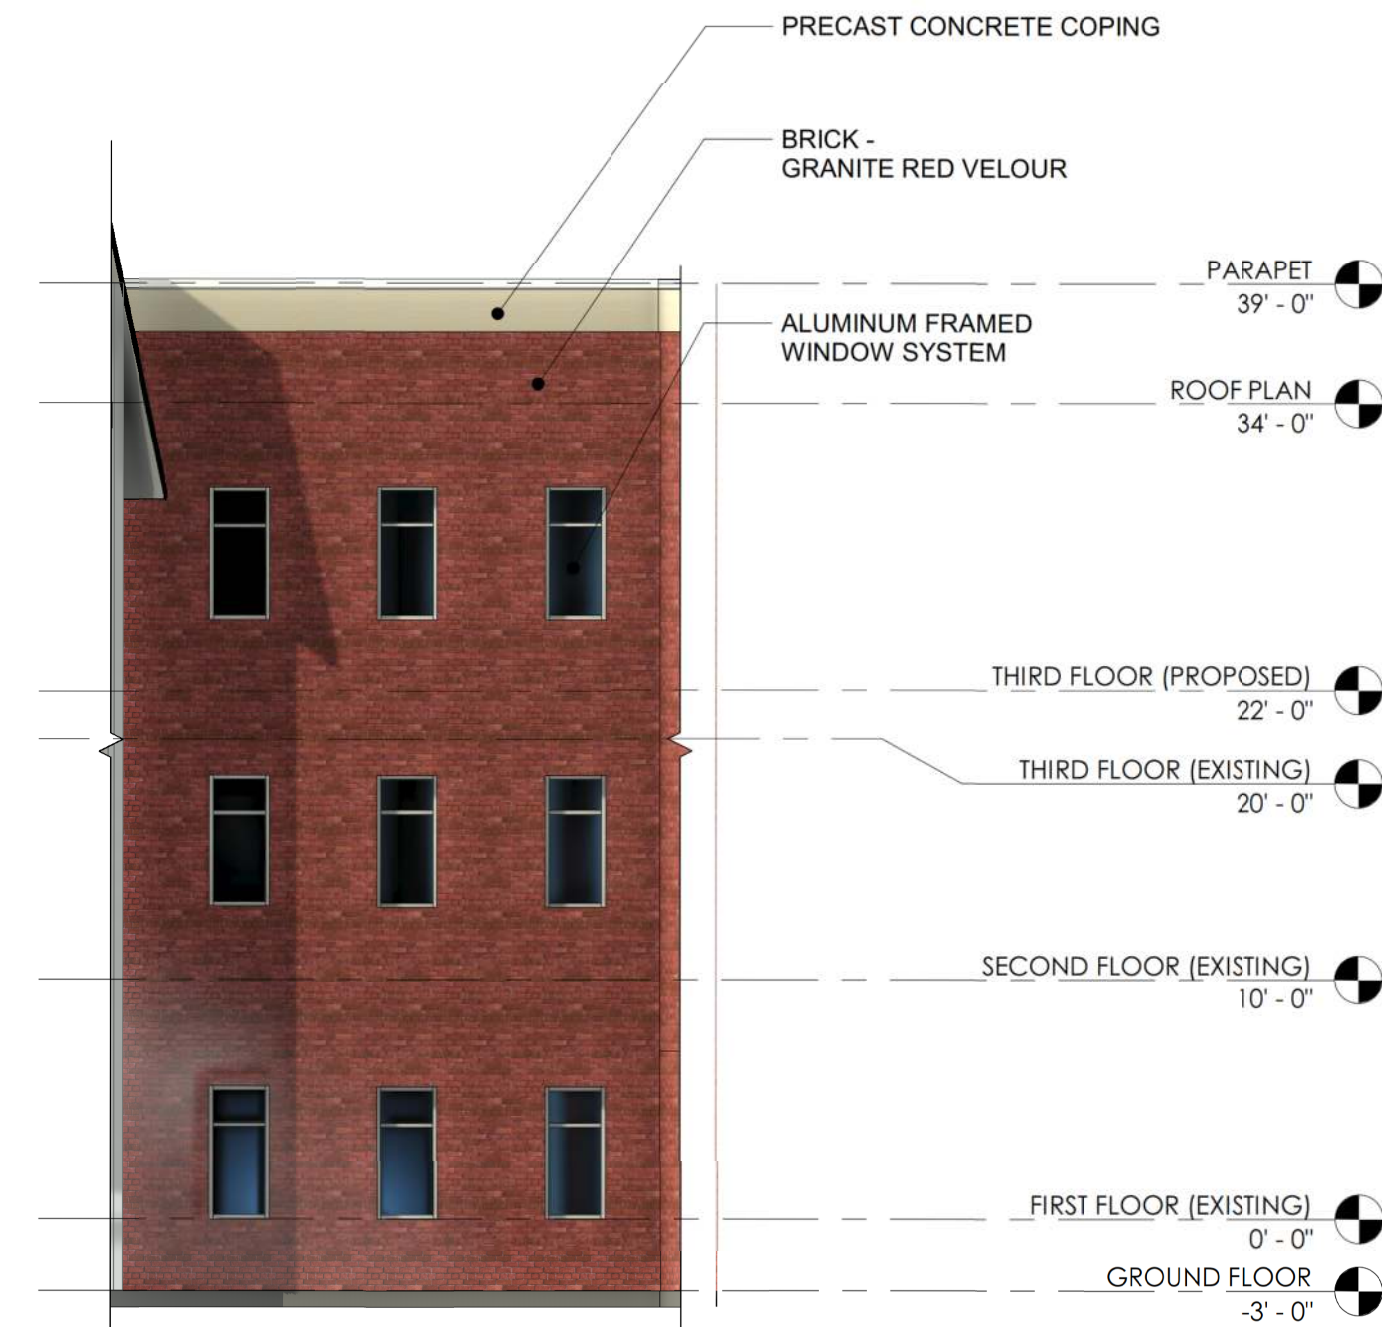 PRECAST CONCRETE COPING
BRICK -
GRANITE RED VELOUR
PARAPET
39' - 0"
ALUMINUM FRAMED
WINDOW SYSTEM
ROOF PLAN
34' - 0"
THIRD FLOOR (PROPOSED)
22' - 0"
THIRD FLOOR (EXISTING)
20' - 0"
SECOND FLOOR (EXISTING)
10' - 0"
FIRST FLOOR (EXISTING)
0' - 0"
GROUND FLOOR
-3' - 0"